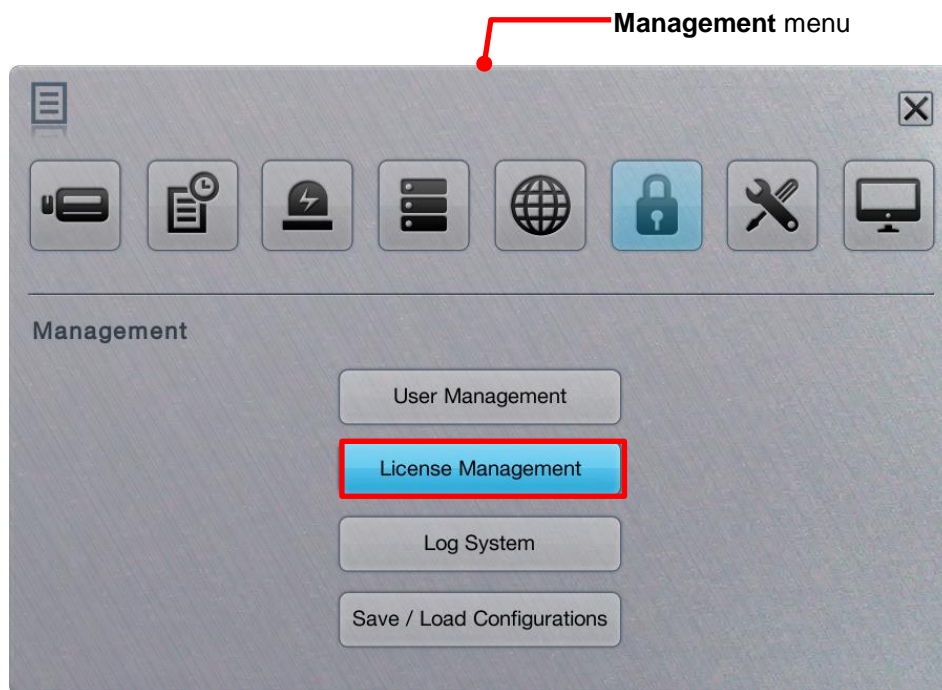 Management menu
Management
User Management
License Management
Log System
Save / Load Configurations